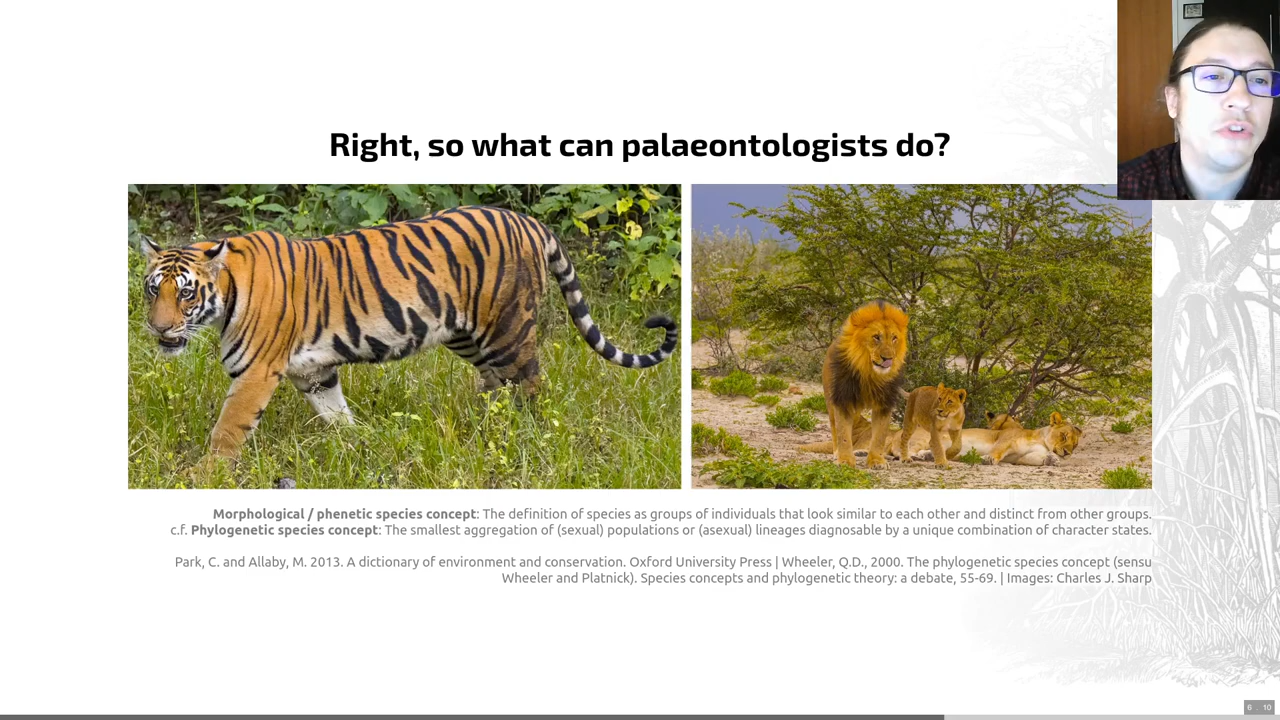 Right, so what can palaeontologists do?
Morphological / phenetic species concept: The definition of species as groups of individuals that look similar to each other and distinct from other groups.
c.f. Phylogenetic species concept: The smallest aggregation of (sexual) populations or (asexual) lineages diagnosable by a unique combination of character states.
Park, C. and Allaby, M. 2013. A dictionary of environment and conservation. Oxford University Press | Wheeler, Q.D., 2000. The phylogenetic species concept (sensu
Wheeler and Platnick). Species concepts and phylogenetic theory: a debate, 55-69. | Images: Charles J. Sharp
6 . 10